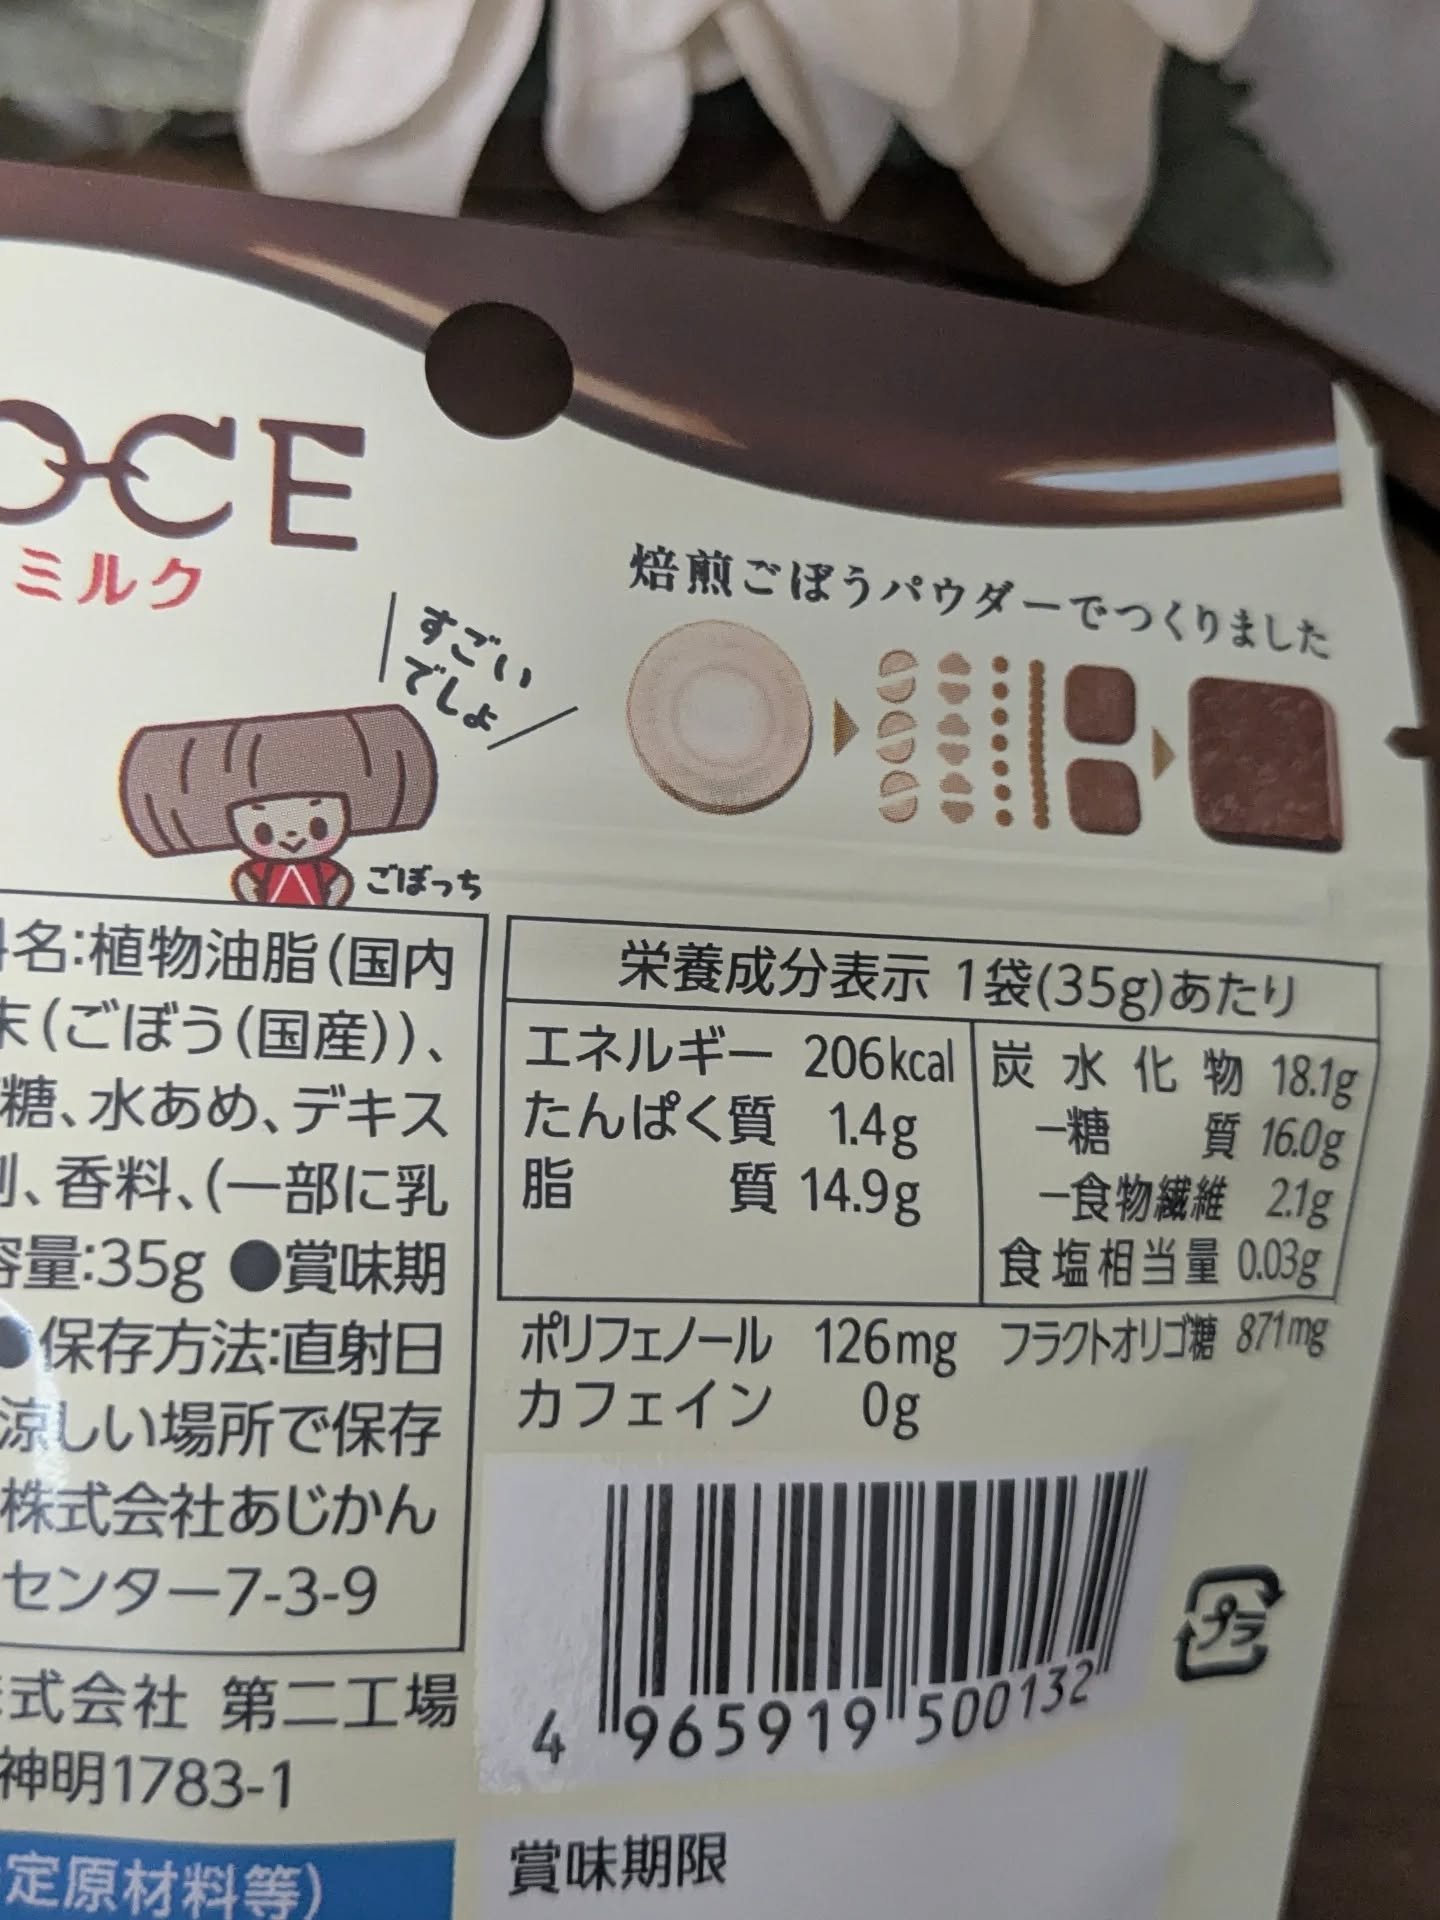 OCE
ミルク
すごい
でしょ
ごぼっち
焙煎ごぼうパウダーでつくりました
名:植物油脂(国内
末(ごぼう(国産))、
糖、水あめ、デキス
、香料、(一部に乳
容量:35g ●賞味期
●保存方法:直射日
涼しい場所で保存
株式会社あじかん
センター7-3-9
式会社 第二工場
神明1783-1
定原材料等)
栄養成分表示 1袋(35g)あたり
エネルギー 206kcal
たんぱく質 1.4g
脂質 14.9g
炭水化物 18.1g
−糖質 16.0g
−食物繊維 2.1g
食塩相当量 0.03g
ポリフェノール 126mg フラクトオリゴ糖 871mg
カフェイン 0g
4 965919 500132
プラ
賞味期限